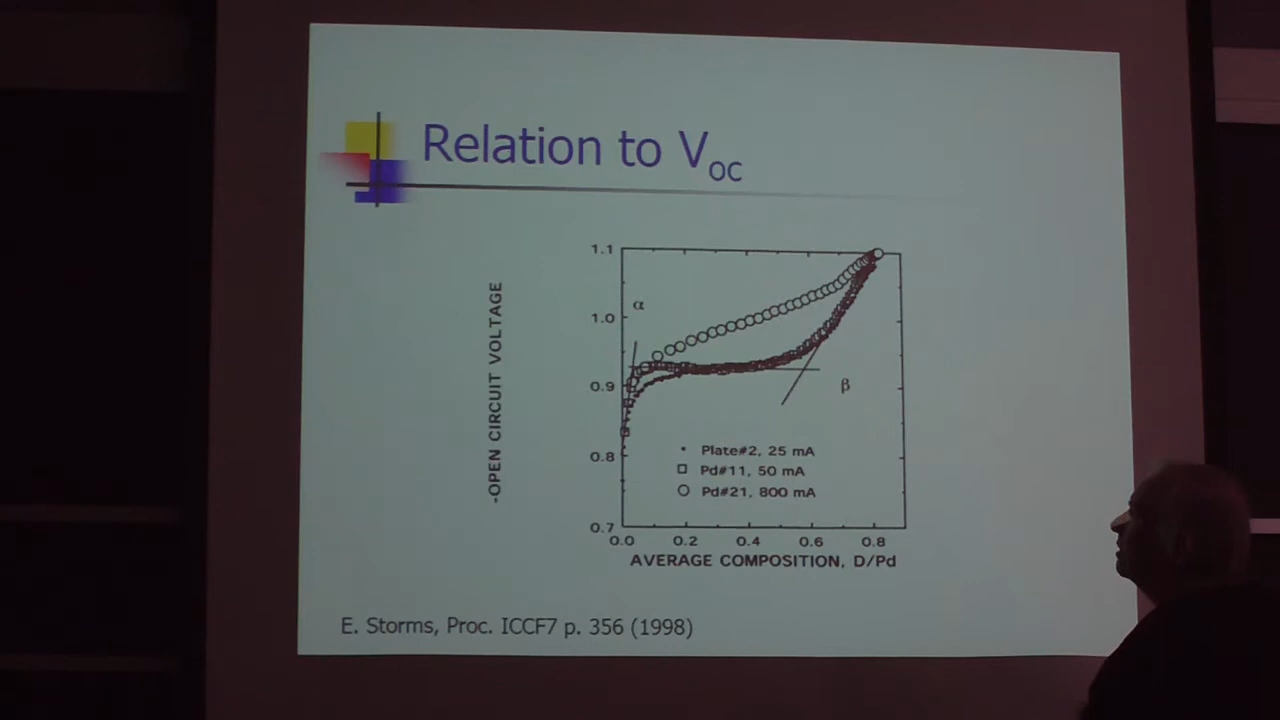 Relation to Voc
-OPEN CIRCUIT VOLTAGE
1.1
1.0
0.9
0.8
0.7
α
β
Plate#2, 25 mA
Pd#11, 50 mA
Pd#21, 800 mA
0.0 0.2 0.4 0.6 0.8
AVERAGE COMPOSITION, D/Pd
E. Storms, Proc. ICCF7 p. 356 (1998)